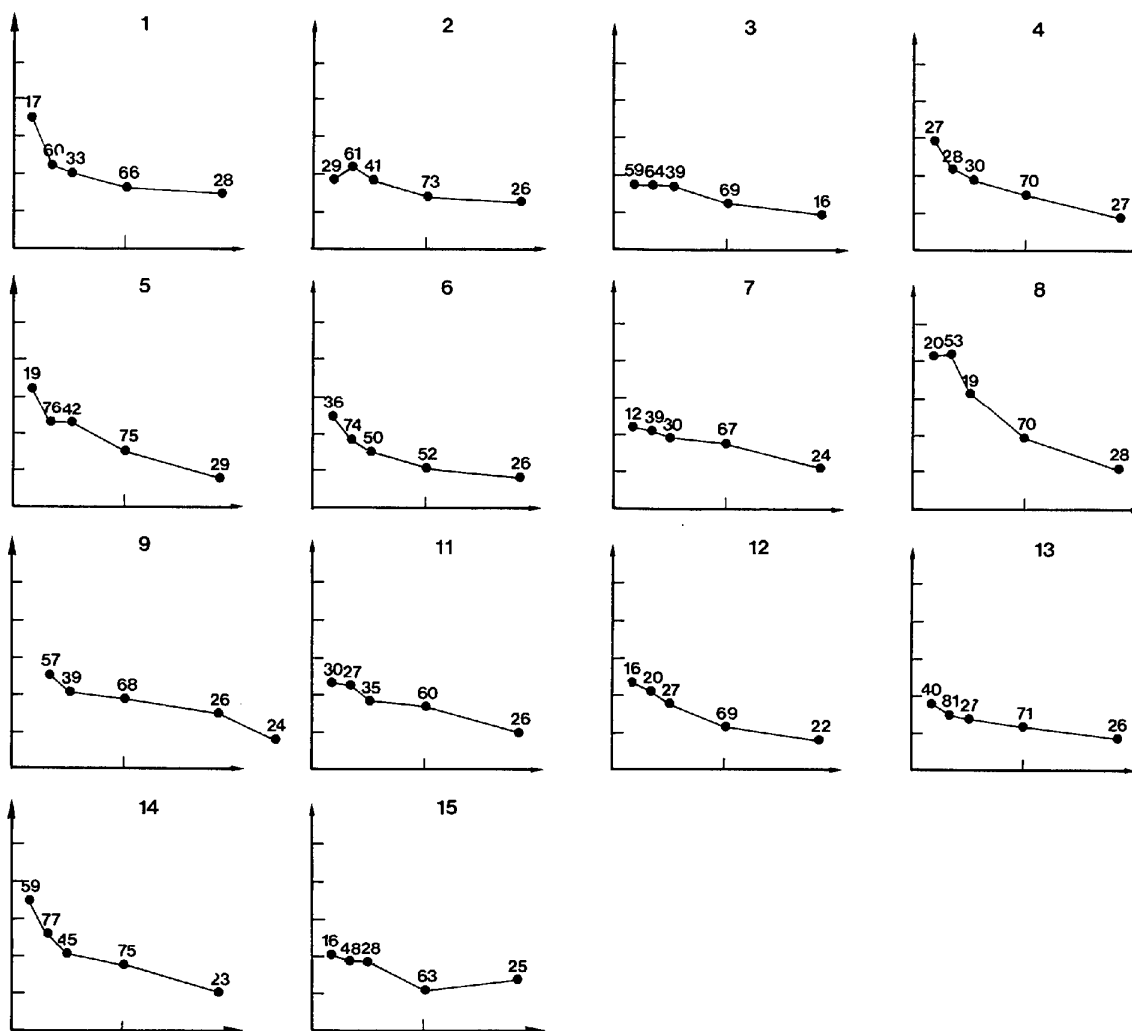 1 2 3 4
17 60 33 66 28
29 61 41 73 26
59 64 39 69 16
27 28 30 70 27
5 6 7 8
19 76 42 75 29
36 74 50 52 26
12 39 30 67 24
20 53 19 70 28
9 11 12 13
57 39 68 26 24
30 27 35 60 26
16 20 27 69 22
40 81 27 71 26
14 15
59 77 45 75 23
16 48 28 63 25